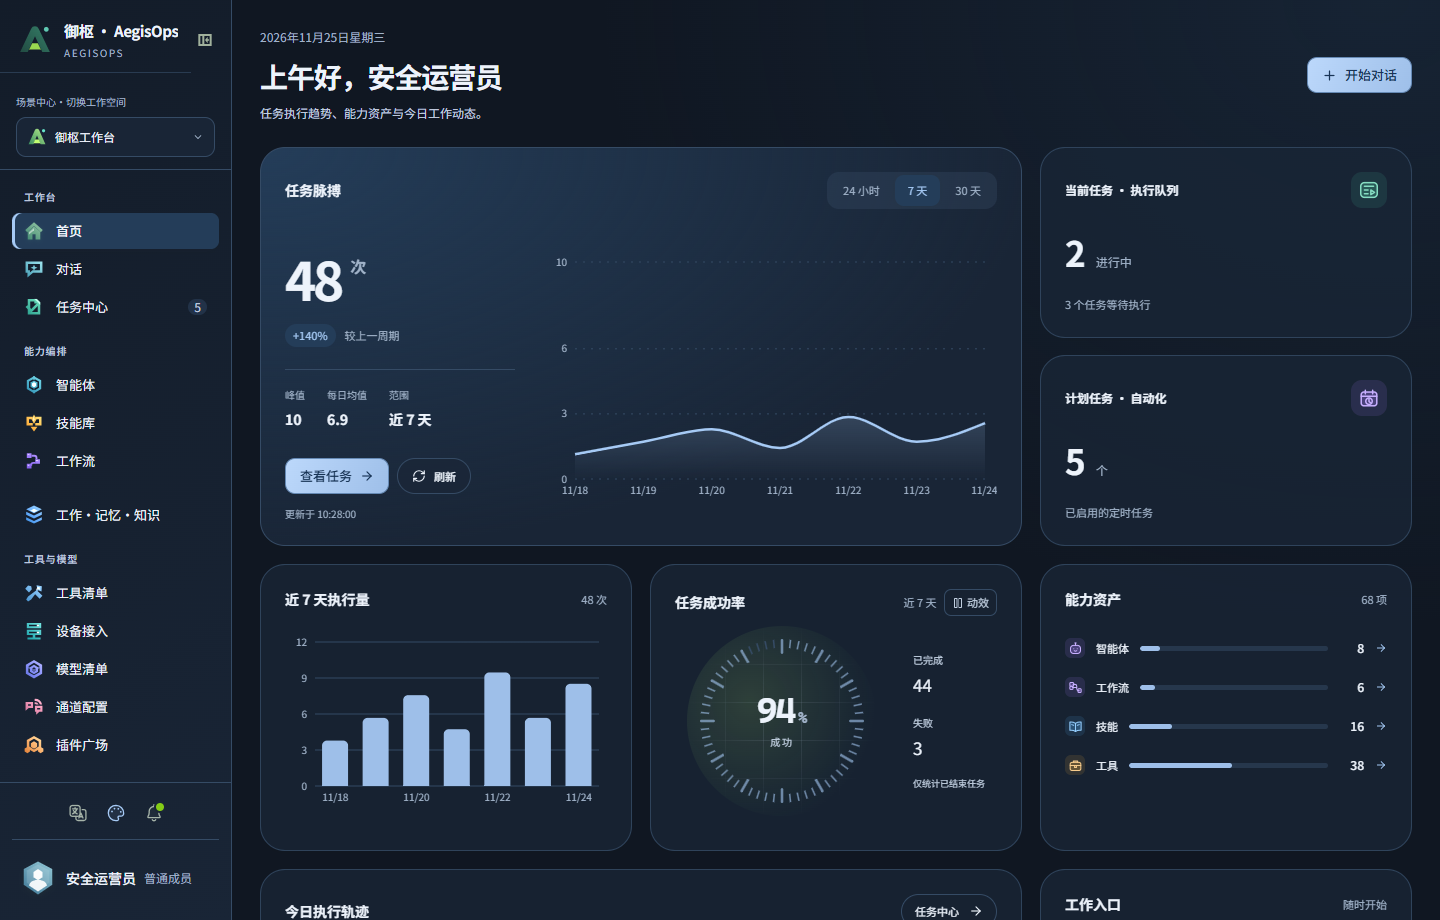 御枢 · AegisOps
AEGISOPS
场景中心 · 切换工作空间
御枢工作台
工作台
首页
对话
任务中心
5
能力编排
智能体
技能库
工作流
工作 · 记忆 · 知识
工具与模型
工具清单
设备接入
模型清单
通道配置
插件广场
安全运营员 普通成员
2026年11月25日星期三
上午好，安全运营员
任务执行趋势、能力资产与今日工作动态。
开始对话
任务脉搏
24 小时 7 天 30 天
48 次
+140% 较上一周期
峰值 每日均值 范围
10 6.9 近 7 天
查看任务
刷新
更新于 10:28:00
10
6
3
0
11/18 11/19 11/20 11/21 11/22 11/23 11/24
当前任务 · 执行队列
2 进行中
3 个任务等待执行
计划任务 · 自动化
5 个
已启用的定时任务
近 7 天执行量
48 次
12
9
6
3
0
11/18 11/20 11/22 11/24
任务成功率
近 7 天
动效
94%
成功
已完成
44
失败
3
仅统计已结束任务
能力资产
68 项
智能体 8
工作流 6
技能 16
工具 38
今日执行轨迹
任务中心
工作入口
随时开始